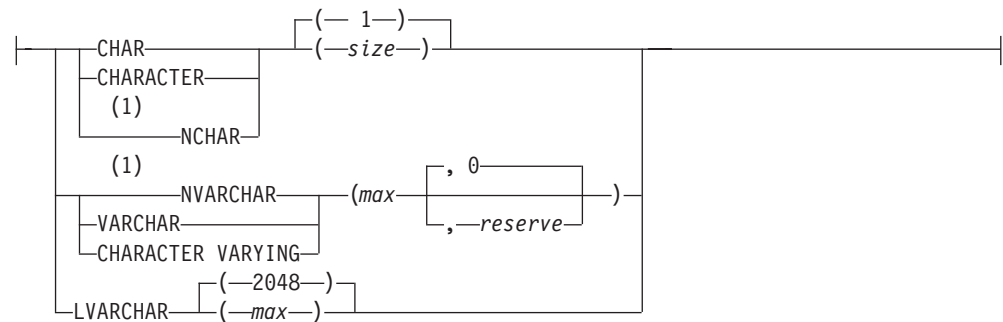 ( 1 )
CHAR ( size )
CHARACTER
(1)
NCHAR
(1)
, 0
NVARCHAR (max )
VARCHAR , reserve
CHARACTER VARYING
( 2048 )
LVARCHAR ( max )